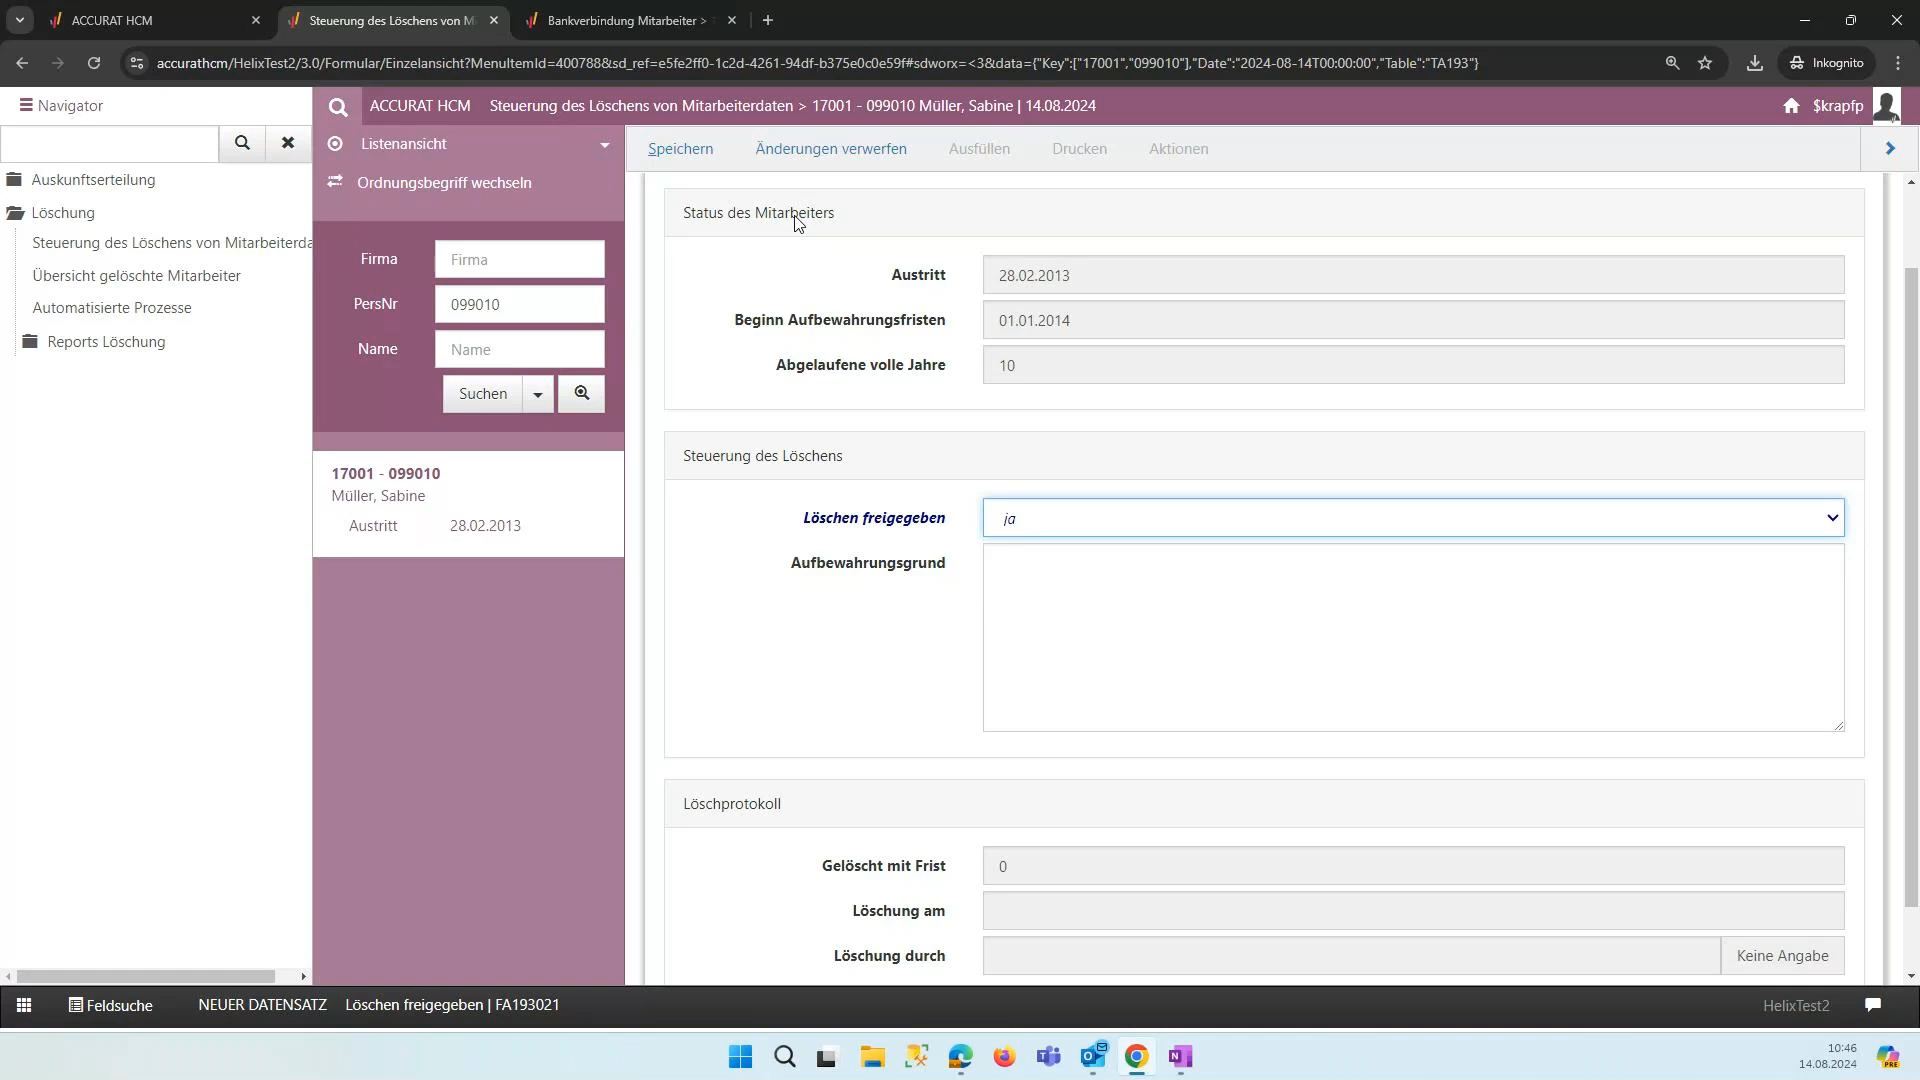 ACCURAT HCM
Steuerung des Löschens von M
Bankverbindung Mitarbeiter >
accurathcm/HelixTest2/3.0/Formular/Einzelansicht?MenuItemId=400788&sd_ref=e5fe2ff0-1c2d-4261-94df-b375e0c0e59f#sdworx=<3&data={"Key":["17001","099010"],"Date":"2024-08-14T00:00:00","Table":"TA193"}
Inkognito
Navigator
ACCURAT HCM Steuerung des Löschens von Mitarbeiterdaten > 17001 - 099010 Müller, Sabine | 14.08.2024
$krapfp
Auskunftserteilung
Löschung
Steuerung des Löschens von Mitarbeiterda
Übersicht gelöschte Mitarbeiter
Automatisierte Prozesse
Reports Löschung
Listenansicht
Ordnungsbegriff wechseln
Firma Firma
PersNr 099010
Name Name
Suchen
17001 - 099010
Müller, Sabine
Austritt 28.02.2013
Speichern Änderungen verwerfen Ausfüllen Drucken Aktionen
Status des Mitarbeiters
Austritt 28.02.2013
Beginn Aufbewahrungsfristen 01.01.2014
Abgelaufene volle Jahre 10
Steuerung des Löschens
Löschen freigegeben ja
Aufbewahrungsgrund
Löschprotokoll
Gelöscht mit Frist 0
Löschung am
Löschung durch Keine Angabe
Feldsuche NEUER DATENSATZ Löschen freigegeben | FA193021 HelixTest2
10:46
14.08.2024